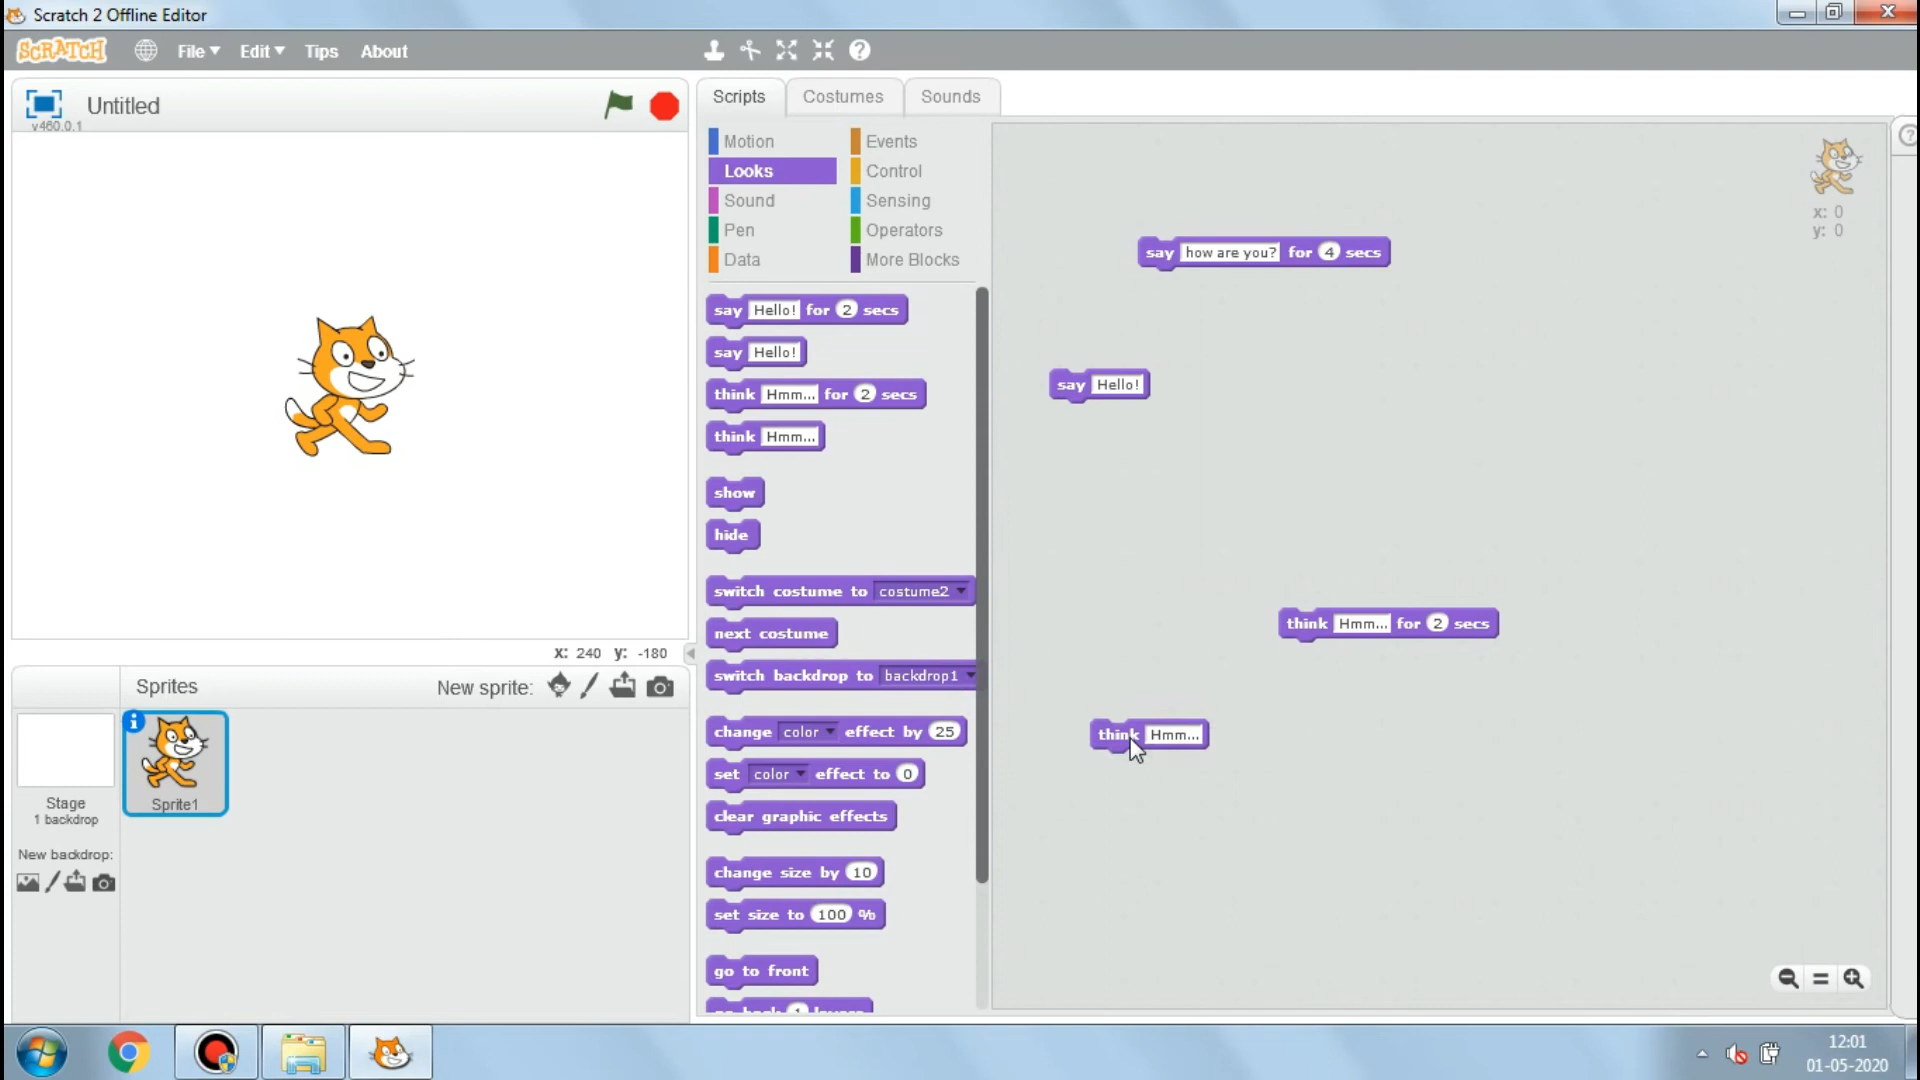 Scratch 2 Offline Editor
SCRATCH File Edit Tips About
Untitled
v460.0.1
x: 240 y: -180
Sprites New sprite:
Stage
1 backdrop
New backdrop:
Sprite1
Scripts Costumes Sounds
Motion Events
Looks Control
Sound Sensing
Pen Operators
Data More Blocks
say Hello! for 2 secs
say Hello!
think Hmm... for 2 secs
think Hmm...
show
hide
switch costume to costume2
next costume
switch backdrop to backdrop1
change color effect by 25
set color effect to 0
clear graphic effects
change size by 10
set size to 100 %
go to front
say how are you? for 4 secs
say Hello!
think Hmm... for 2 secs
think Hmm...
x: 0
y: 0
12:01
01-05-2020